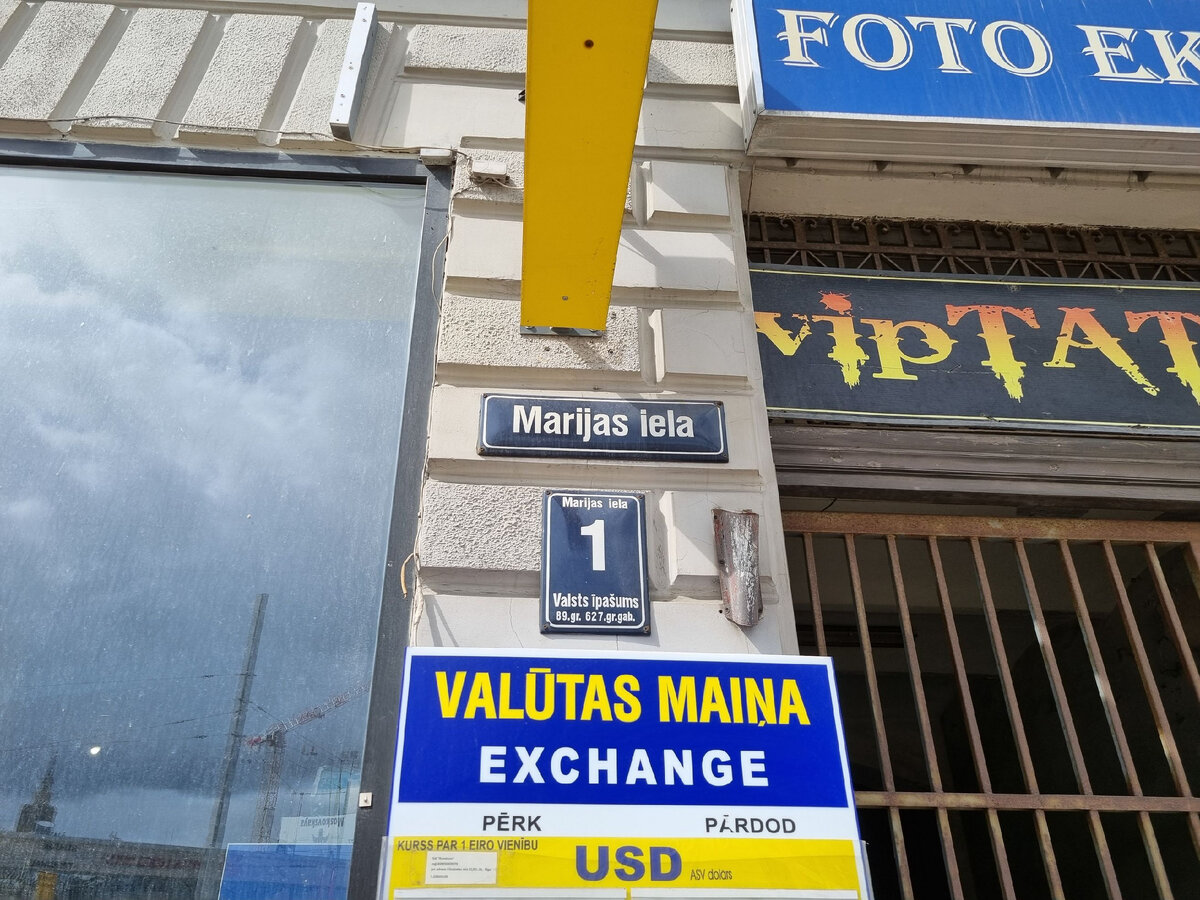 FOTO EK
vipTAT
Marijas iela
Marijas iela
1
Valsts īpašums
89.gr. 627.gr.gab.
VALŪTAS MAIŅA
EXCHANGE
PĒRK
PĀRDOD
KURSS PAR 1 EIRO VIENĪBU
USD
ASV dolārs